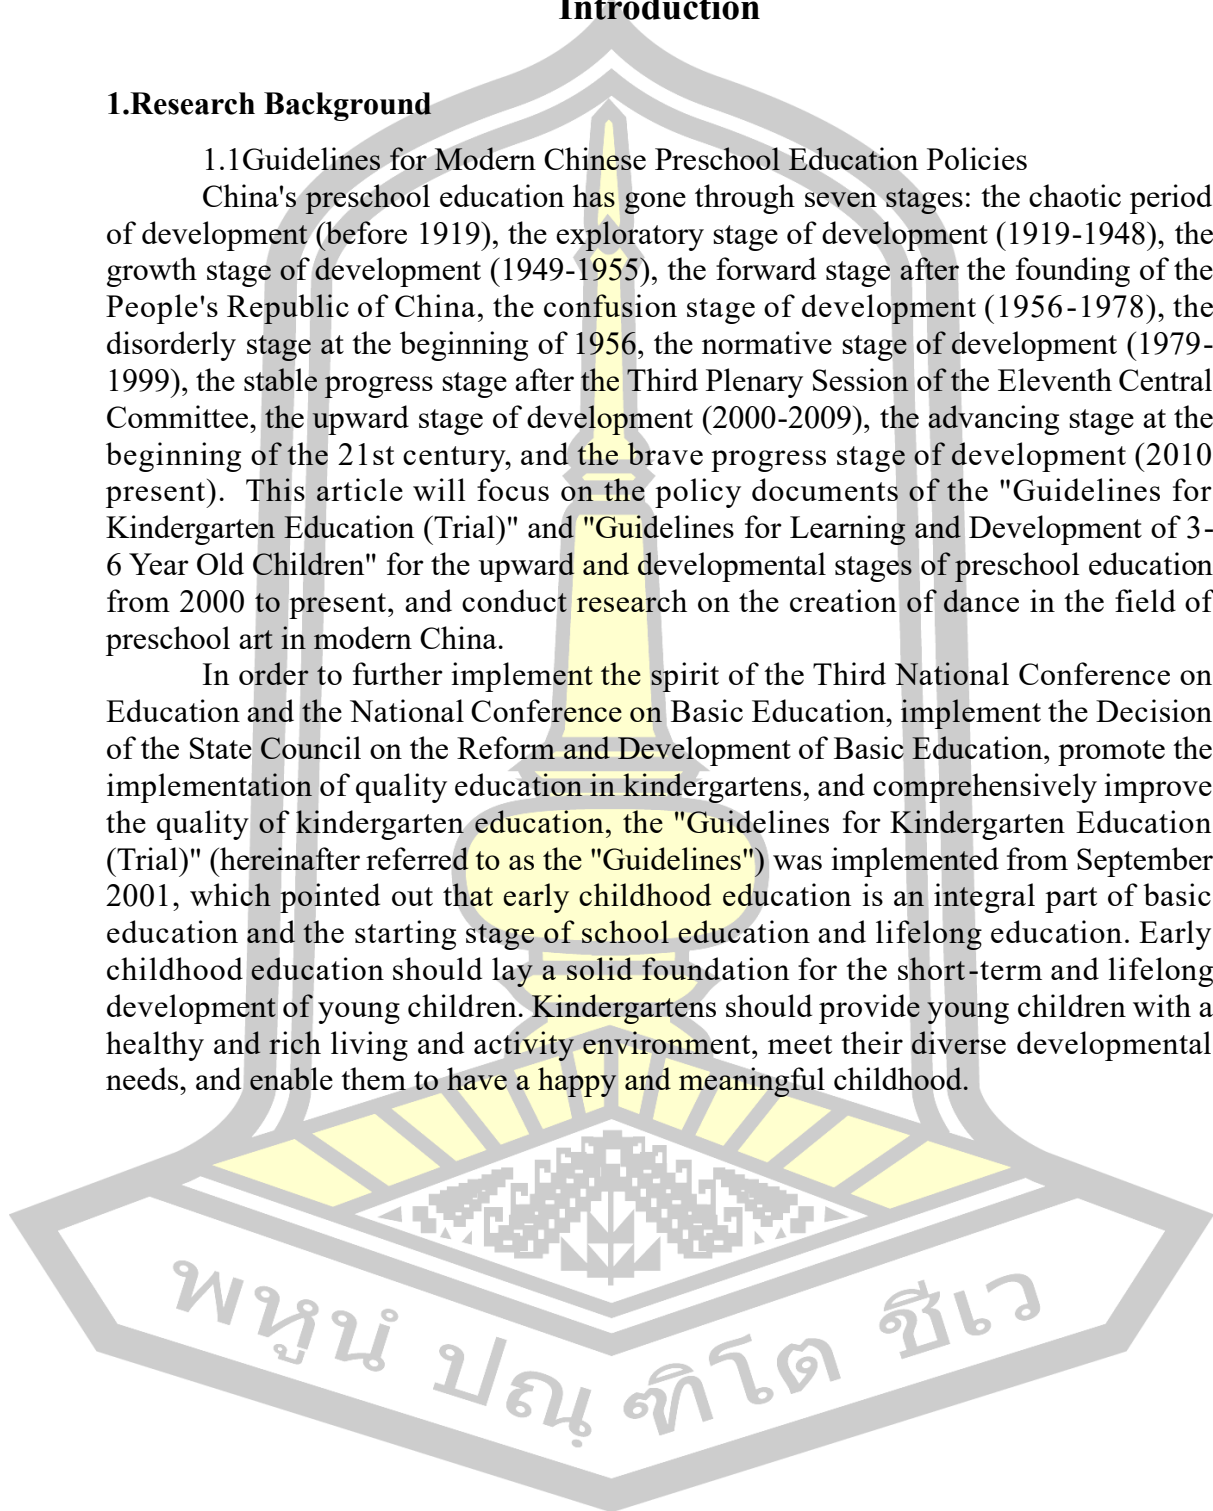 Introduction
1.Research Background
1.1Guidelines for Modern Chinese Preschool Education Policies
China's preschool education has gone through seven stages: the chaotic period
of development (before 1919), the exploratory stage of development (1919-1948), the
growth stage of development (1949-1955), the forward stage after the founding of the
People's Republic of China, the confusion stage of development (1956-1978), the
disorderly stage at the beginning of 1956, the normative stage of development (1979-
1999), the stable progress stage after the Third Plenary Session of the Eleventh Central
Committee, the upward stage of development (2000-2009), the advancing stage at the
beginning of the 21st century, and the brave progress stage of development (2010
present). This article will focus on the policy documents of the "Guidelines for
Kindergarten Education (Trial)" and "Guidelines for Learning and Development of 3-
6 Year Old Children" for the upward and developmental stages of preschool education
from 2000 to present, and conduct research on the creation of dance in the field of
preschool art in modern China.
In order to further implement the spirit of the Third National Conference on
Education and the National Conference on Basic Education, implement the Decision
of the State Council on the Reform and Development of Basic Education, promote the
implementation of quality education in kindergartens, and comprehensively improve
the quality of kindergarten education, the "Guidelines for Kindergarten Education
(Trial)" (hereinafter referred to as the "Guidelines") was implemented from September
2001, which pointed out that early childhood education is an integral part of basic
education and the starting stage of school education and lifelong education. Early
childhood education should lay a solid foundation for the short-term and lifelong
development of young children. Kindergartens should provide young children with a
healthy and rich living and activity environment, meet their diverse developmental
needs, and enable them to have a happy and meaningful childhood.
พหูนํ ปณฺฑิโต ชีเว